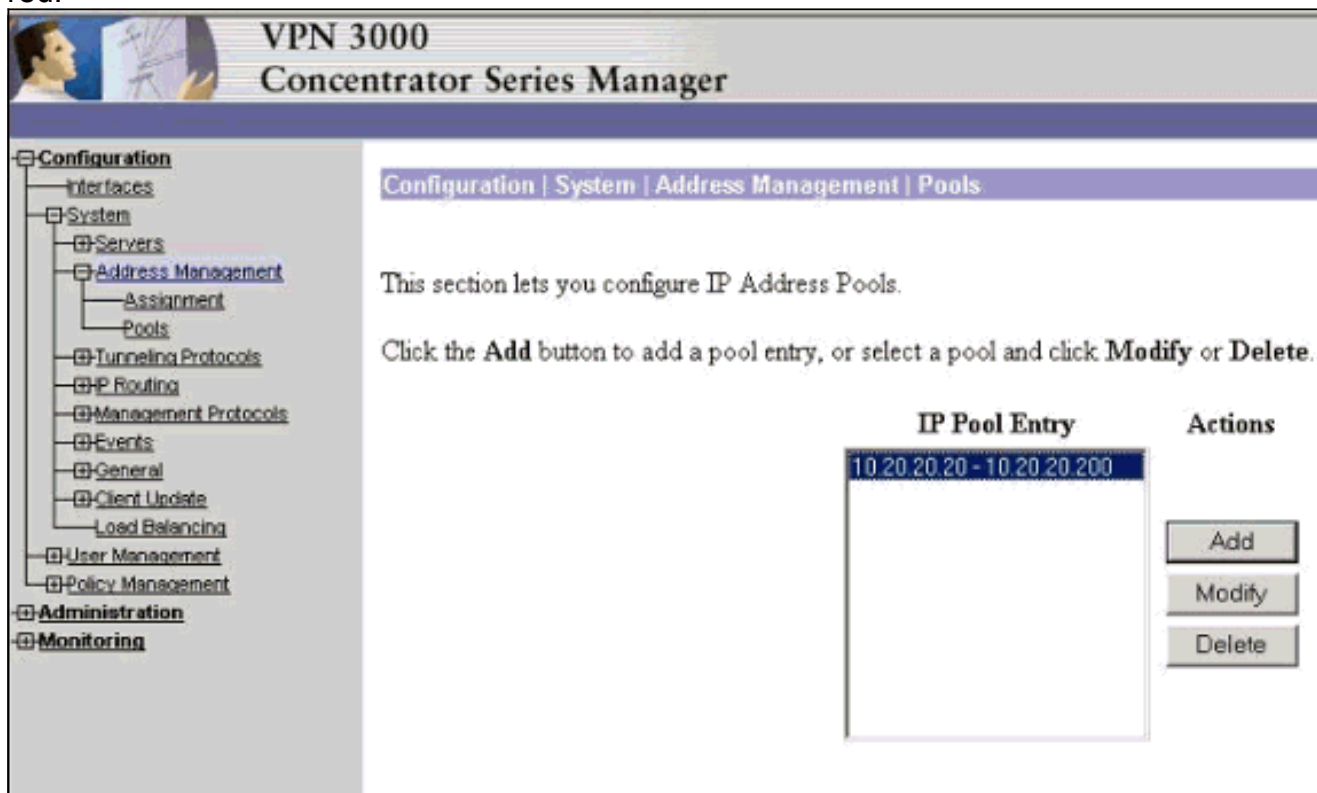 VPN 3000
Concentrator Series Manager
Configuration
Interfaces
System
Servers
Address Management
Assignment
Pools
Tunneling Protocols
IP Routing
Management Protocols
Events
General
Client Update
Load Balancing
User Management
Policy Management
Administration
Monitoring
Configuration | System | Address Management | Pools
This section lets you configure IP Address Pools.
Click the Add button to add a pool entry, or select a pool and click Modify or Delete.
IP Pool Entry Actions
10.20.20.20 - 10.20.20.200
Add
Modify
Delete